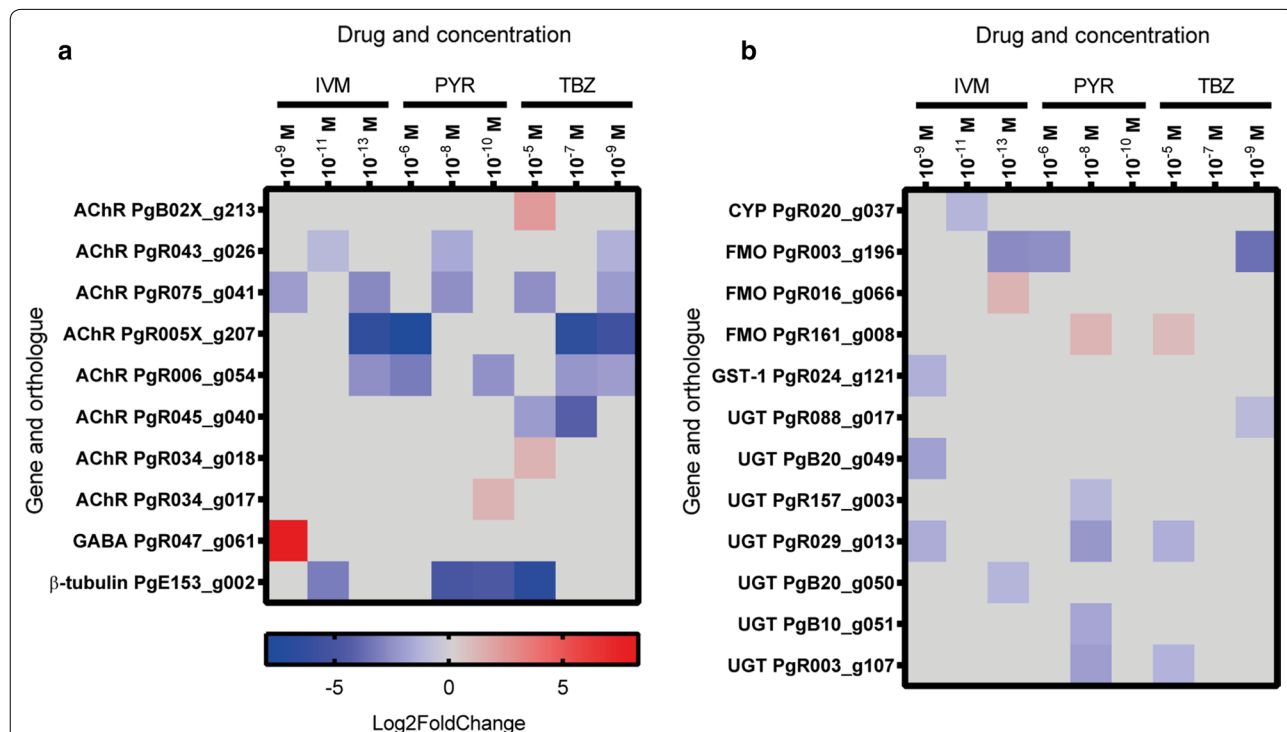 a
Drug and concentration
IVM PYR TBZ
10-9 M 10-11 M 10-13 M 10-6 M 10-8 M 10-10 M 10-5 M 10-7 M 10-9 M
Gene and orthologue
AChR PgB02X_g213
AChR PgR043_g026
AChR PgR075_g041
AChR PgR005X_g207
AChR PgR006_g054
AChR PgR045_g040
AChR PgR034_g018
AChR PgR034_g017
GABA PgR047_g061
β-tubulin PgE153_g002
-5 0 5
Log2FoldChange
b
Drug and concentration
IVM PYR TBZ
10-9 M 10-11 M 10-13 M 10-6 M 10-8 M 10-10 M 10-5 M 10-7 M 10-9 M
Gene and orthologue
CYP PgR020_g037
FMO PgR003_g196
FMO PgR016_g066
FMO PgR161_g008
GST-1 PgR024_g121
UGT PgR088_g017
UGT PgB20_g049
UGT PgR157_g003
UGT PgR029_g013
UGT PgB20_g050
UGT PgB10_g051
UGT PgR003_g107